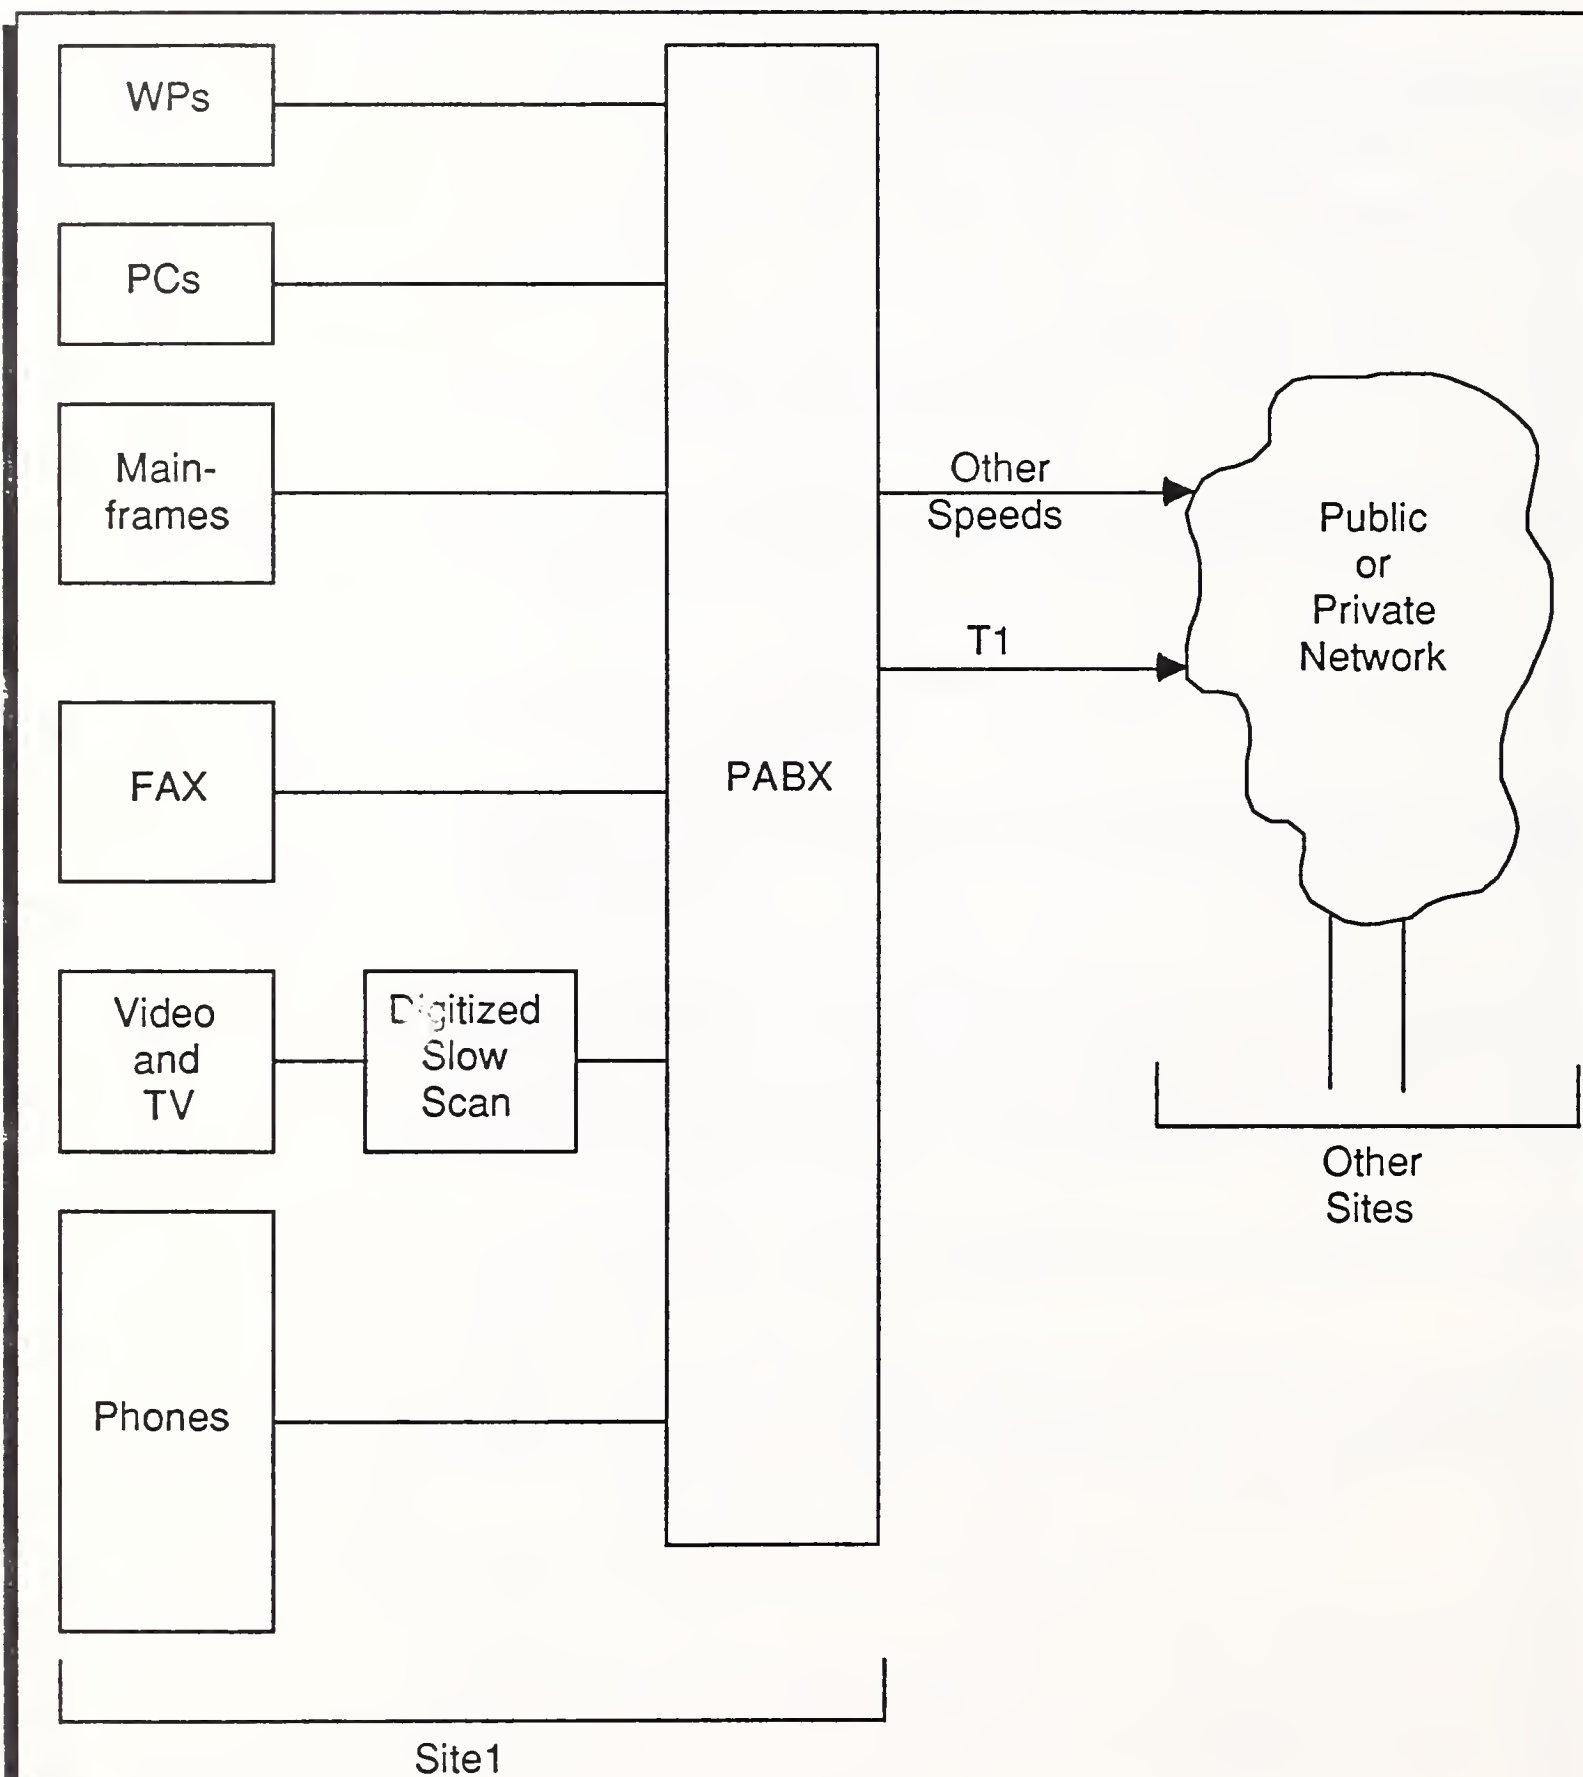 WPs
PCs
Main-
frames
FAX
Video
and
TV
Digitized
Slow
Scan
Phones
PABX
Other
Speeds
T1
Public
or
Private
Network
Other
Sites
Site1